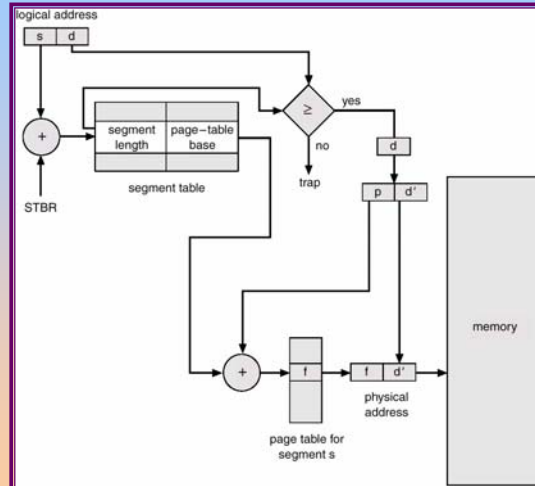 logical address
s d
≥
yes
no
trap
+
segment length
page–table base
segment table
STBR
d
p d′
memory
+
f
f d′
physical address
page table for segment s